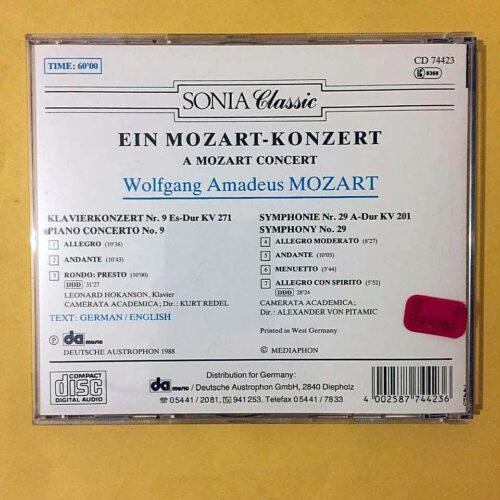 TIME: 60'00
CD 74423
SONIA Classic
EIN MOZART-KONZERT
A MOZART CONCERT
Wolfgang Amadeus MOZART
KLAVIERKONZERT Nr. 9 Es-Dur KV 271
PIANO CONCERTO No. 9
1 ALLEGRO (10'38)
2 ANDANTE (10'43)
3 RONDO: PRESTO (10'00)
DDD 31'27
LEONARD HOKANSON, Klavier
CAMERATA ACADEMICA; Dir.: KURT REDEL
TEXT: GERMAN / ENGLISH
SYMPHONIE Nr. 29 A-Dur KV 201
SYMPHONY No. 29
4 ALLEGRO MODERATO (8'27)
5 ANDANTE (10'03)
6 MENUETTO (3'44)
7 ALLEGRO CON SPIRITO (5'52)
DDD 28'24
CAMERATA ACADEMICA;
Dir.: ALEXANDER VON PITAMIC
Printed in West Germany
℗ da music
DEUTSCHE AUSTROPHON 1988
© MEDIAPHON
COMPACT
disc
DIGITAL AUDIO
Distribution for Germany:
da music / Deutsche Austrophon GmbH, 2840 Diepholz
☎ 05441 / 2081, 941253, Telefax 05441 / 7833
4 002587 744236